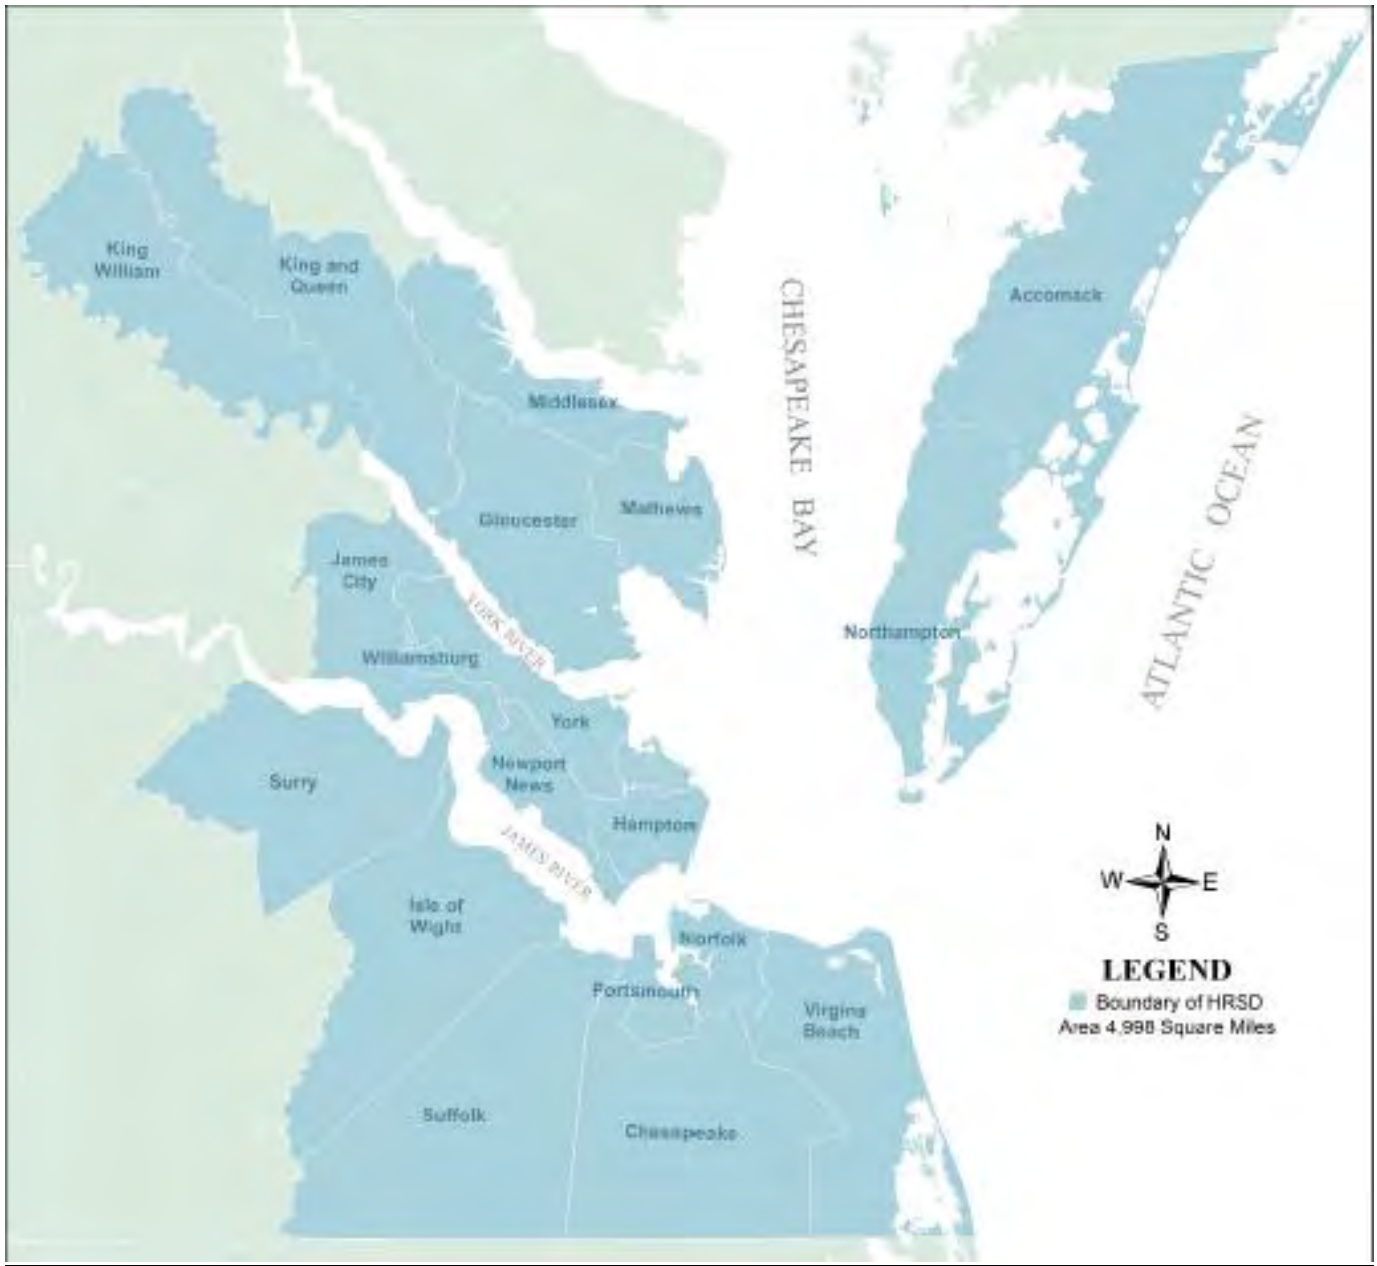 King
William
King and
Queen
Accomack
CHESAPEAKE BAY
Middlesex
Mathews
Gloucester
ATLANTIC OCEAN
James
City
YORK RIVER
Northampton
Williamsburg
York
Newport
News
Surry
Hampton
JAMES RIVER
N
W E
S
Isle of
Wight
Norfolk
LEGEND
Portsmouth
Boundary of HRSD
Virgina
Beach
Area 4,998 Square Miles
Suffolk
Chesapeake